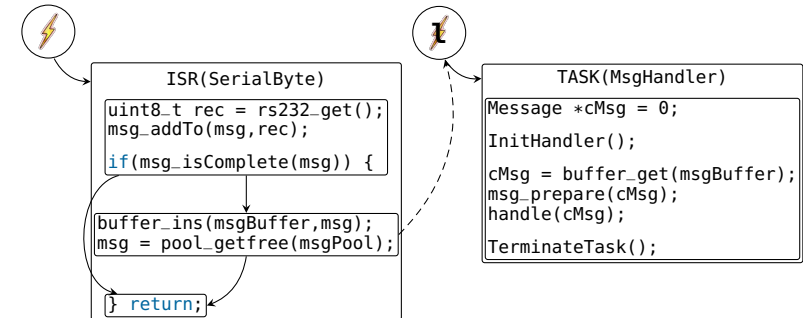 ISR(SerialByte)
uint8_t rec = rs232_get();
msg_addTo(msg,rec);
if(msg_isComplete(msg)) {
buffer_ins(msgBuffer,msg);
msg = pool_getfree(msgPool);
} return;
l
TASK(MsgHandler)
Message *cMsg = 0;
InitHandler();
cMsg = buffer_get(msgBuffer);
msg_prepare(cMsg);
handle(cMsg);
TerminateTask();